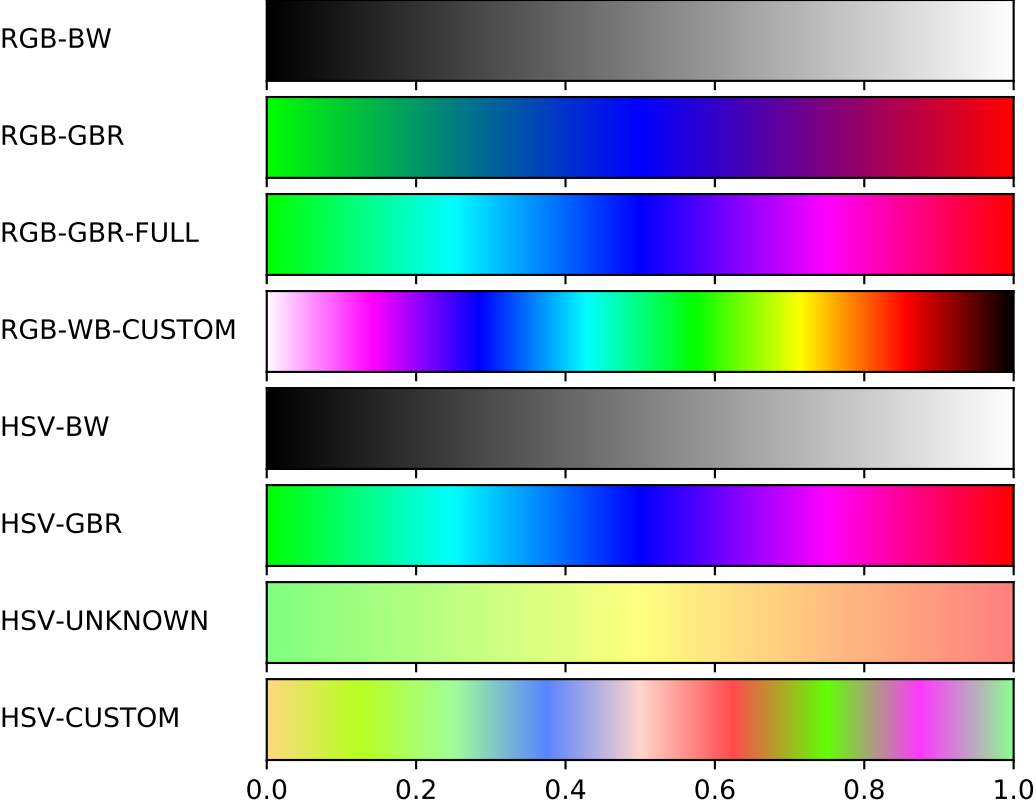 RGB-BW
RGB-GBR
RGB-GBR-FULL
RGB-WB-CUSTOM
HSV-BW
HSV-GBR
HSV-UNKNOWN
HSV-CUSTOM
0.0 0.2 0.4 0.6 0.8 1.0